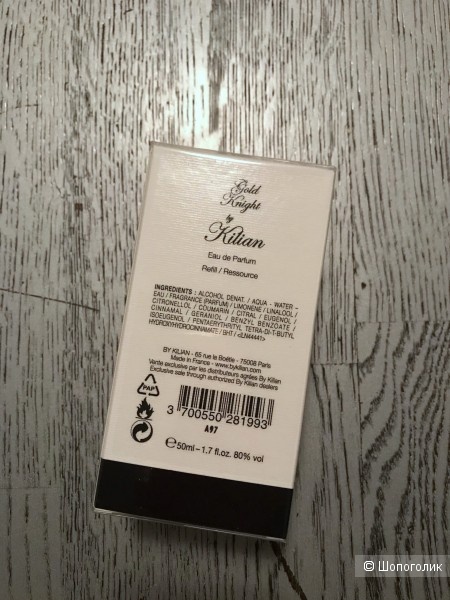 Gold
Knight
by
Kilian
Eau de Parfum
Refill / Ressource
INGREDIENTS : ALCOHOL DENAT. / AQUA - WATER -
EAU / FRAGRANCE (PARFUM) / LIMONENE / LINALOOL /
CITRONELLOL / COUMARIN / CITRAL / EUGENOL /
CINNAMAL / GERANIOL / BENZYL BENZOATE /
ISOEUGENOL / PENTAERYTHRITYL TETRA-DI-T-BUTYL
HYDROXYHYDROCINNAMATE / BHT / <ILN44441>
BY KILIAN - 65 rue la Boétie - 75008 Paris
Made in France - www.bykilian.com
Vente exclusive par les distributeurs agréés By Kilian
Exclusive sale through authorized By Kilian dealers
PAP
3 700550 281993
A97
℮50ml – 1.7 fl.oz. 80% vol
© Шопоголик